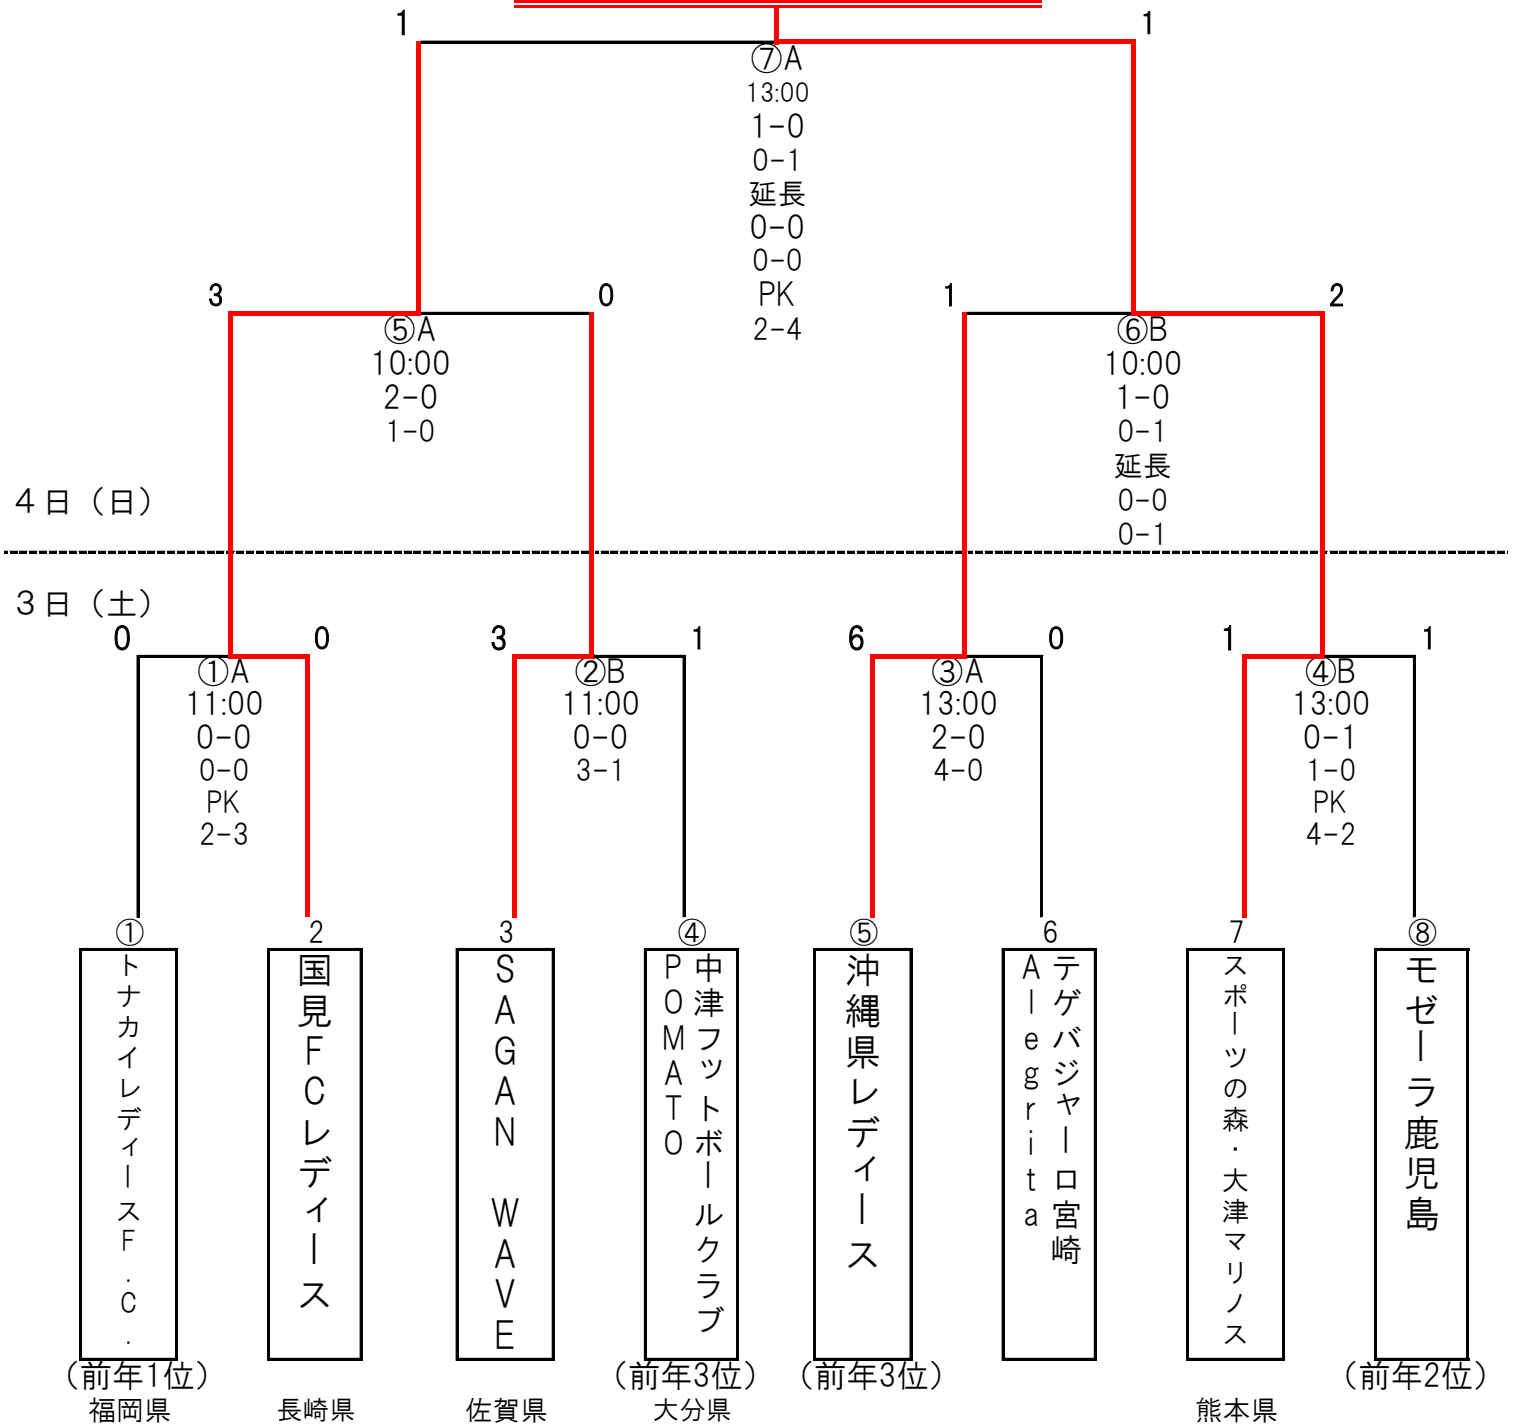 1
1
⑦A
13:00
1-0
0-1
延長
0-0
0-0
PK
2-4
3
0
1
2
⑤A
10:00
2-0
1-0
⑥B
10:00
1-0
0-1
延長
0-0
0-1
4日（日）
3日（土）
0
0
3
1
6
0
1
1
①A
11:00
0-0
0-0
PK
2-3
②B
11:00
0-0
3-1
③A
13:00
2-0
4-0
④B
13:00
0-1
1-0
PK
4-2
①
2
3
④
⑤
6
7
⑧
トナカイレディースF.C.
国見FCレディース
SAGAN WAVE
中津フットボールクラブ
POMATO
沖縄県レディース
テゲバジャーロ宮崎
Alegrita
スポーツの森・大津マリノス
モゼーラ鹿児島
（前年1位）
（前年3位）
（前年3位）
（前年2位）
福岡県
長崎県
佐賀県
大分県
熊本県